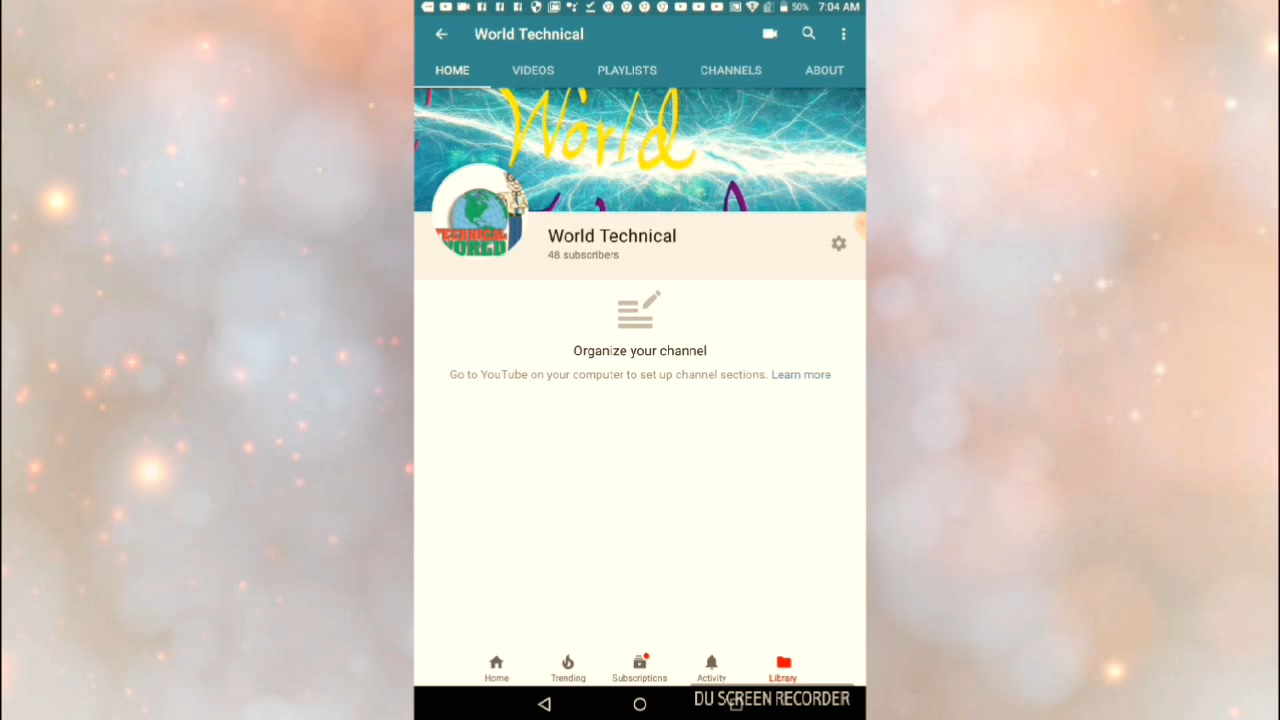 50% 7:04 AM
World Technical
HOME VIDEOS PLAYLISTS CHANNELS ABOUT
World
TECHNICAL
WORLD
World Technical
48 subscribers
Organize your channel
Go to YouTube on your computer to set up channel sections. Learn more
Home Trending Subscriptions Activity Library
DU SCREEN RECORDER